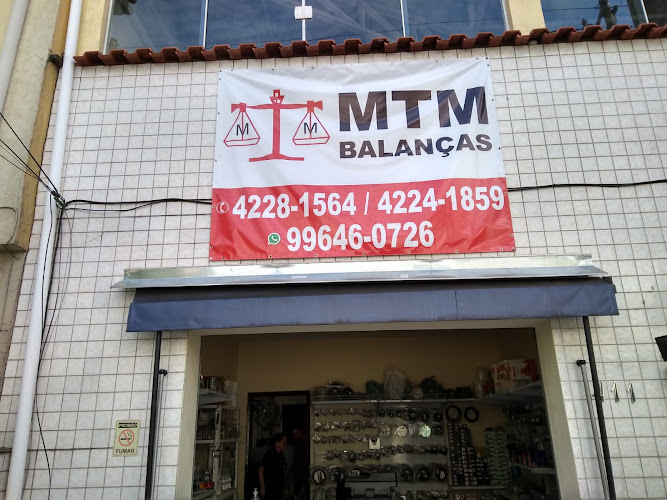 M M
MTM
BALANÇAS
4228-1564 / 4224-1859
99646-0726
PROIBIDO
FUMAR